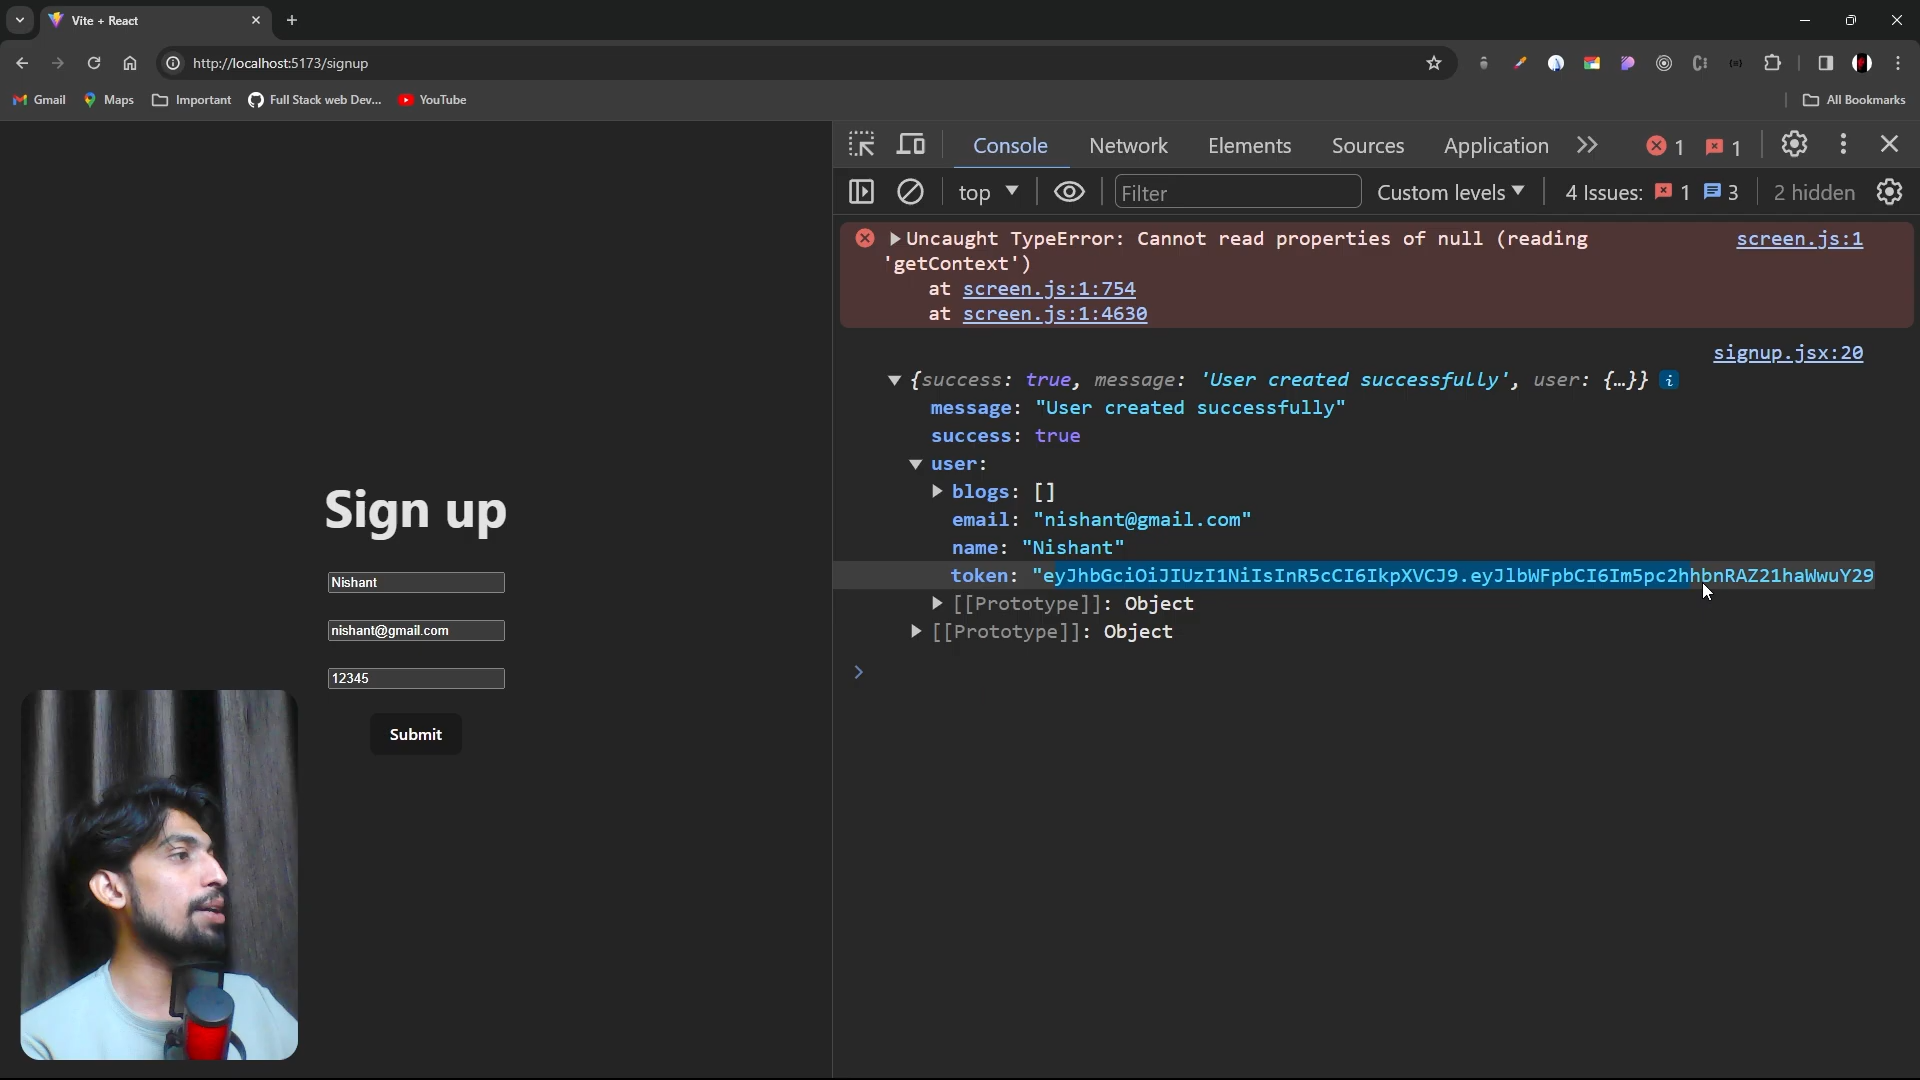 Vite + React
http://localhost:5173/signup
Gmail
Maps
Important
Full Stack web Dev...
YouTube
All Bookmarks
Console
Network
Elements
Sources
Application
1
1
top
Filter
Custom levels
4 Issues:
1
3
2 hidden
Uncaught TypeError: Cannot read properties of null (reading
screen.js:1
'getContext')
at screen.js:1:754
at screen.js:1:4630
signup.jsx:20
{success: true, message: 'User created successfully', user: {…}}
message: "User created successfully"
success: true
user:
blogs: []
email: "nishant@gmail.com"
name: "Nishant"
token: "eyJhbGciOiJIUzI1NiIsInR5cCI6IkpXVCJ9.eyJlbWFpbCI6Im5pc2hhbnRAZ21haWwuY29
[[Prototype]]: Object
[[Prototype]]: Object
Sign up
Nishant
nishant@gmail.com
12345
Submit